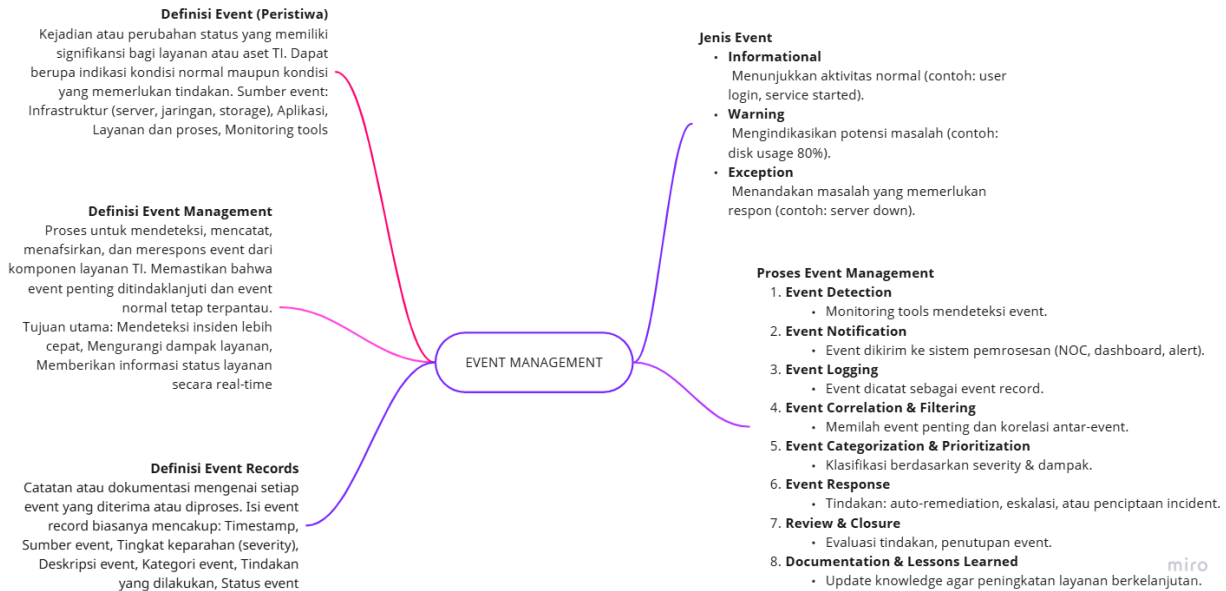 Definisi Event (Peristiwa)
Kejadian atau perubahan status yang memiliki
signifikansi bagi layanan atau aset TI. Dapat
berupa indikasi kondisi normal maupun kondisi
yang memerlukan tindakan. Sumber event:
Infrastruktur (server, jaringan, storage), Aplikasi,
Layanan dan proses, Monitoring tools
Definisi Event Management
Proses untuk mendeteksi, mencatat,
menafsirkan, dan merespons event dari
komponen layanan TI. Memastikan bahwa
event penting ditindaklanjuti dan event
normal tetap terpantau.
Tujuan utama: Mendeteksi insiden lebih
cepat, Mengurangi dampak layanan,
Memberikan informasi status layanan
secara real-time
Definisi Event Records
Catatan atau dokumentasi mengenai setiap
event yang diterima atau diproses. Isi event
record biasanya mencakup: Timestamp,
Sumber event, Tingkat keparahan (severity),
Deskripsi event, Kategori event, Tindakan
yang dilakukan, Status event
EVENT MANAGEMENT
Jenis Event
• Informational
Menunjukkan aktivitas normal (contoh: user
login, service started).
• Warning
Mengindikasikan potensi masalah (contoh:
disk usage 80%).
• Exception
Menandakan masalah yang memerlukan
respon (contoh: server down).
Proses Event Management
1. Event Detection
• Monitoring tools mendeteksi event.
2. Event Notification
• Event dikirim ke sistem pemrosesan (NOC, dashboard, alert).
3. Event Logging
• Event dicatat sebagai event record.
4. Event Correlation & Filtering
• Memilah event penting dan korelasi antar-event.
5. Event Categorization & Prioritization
• Klasifikasi berdasarkan severity & dampak.
6. Event Response
• Tindakan: auto-remediation, eskalasi, atau penciptaan incident.
7. Review & Closure
• Evaluasi tindakan, penutupan event.
8. Documentation & Lessons Learned
• Update knowledge agar peningkatan layanan berkelanjutan.
miro